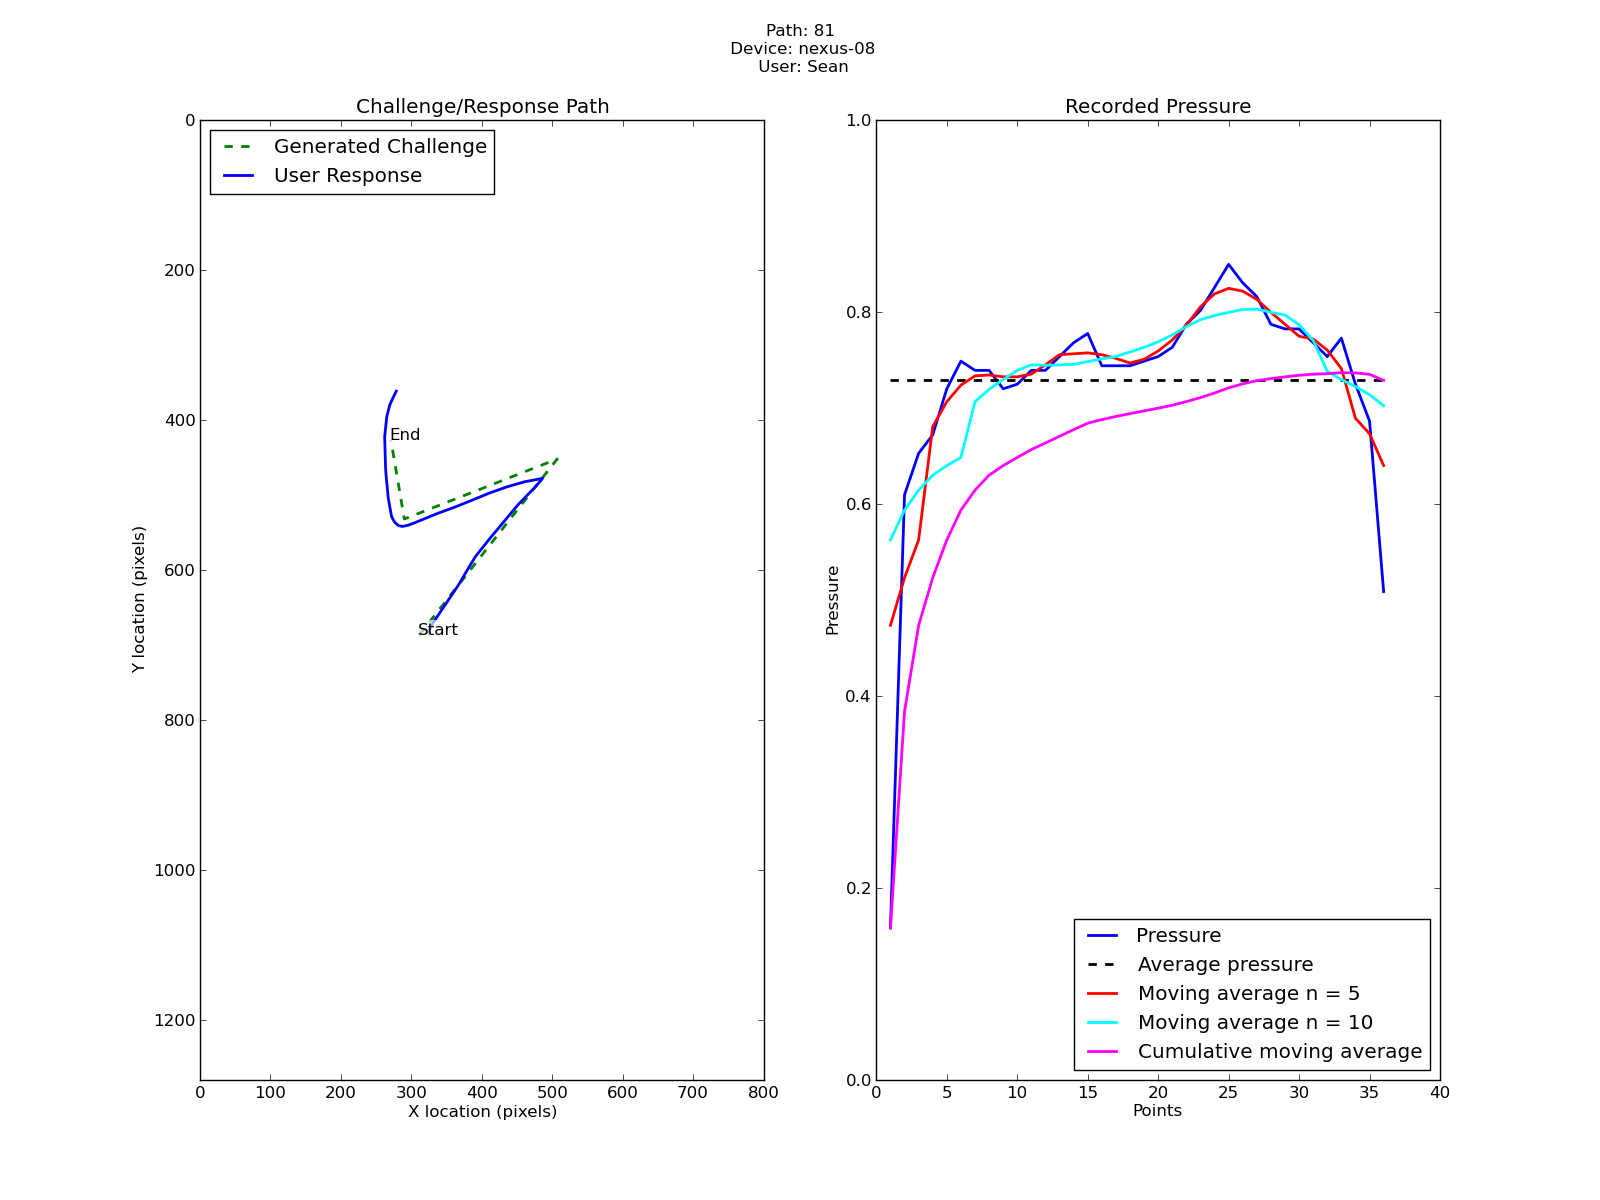 Path: 81
Device: nexus-08
User: Sean
Challenge/Response Path
Generated Challenge
User Response
0
200
400
600
800
1000
1200
Y location (pixels)
End
Start
0 100 200 300 400 500 600 700 800
X location (pixels)
Recorded Pressure
1.0
0.8
0.6
0.4
0.2
0.0
Pressure
Pressure
Average pressure
Moving average n = 5
Moving average n = 10
Cumulative moving average
0 5 10 15 20 25 30 35 40
Points